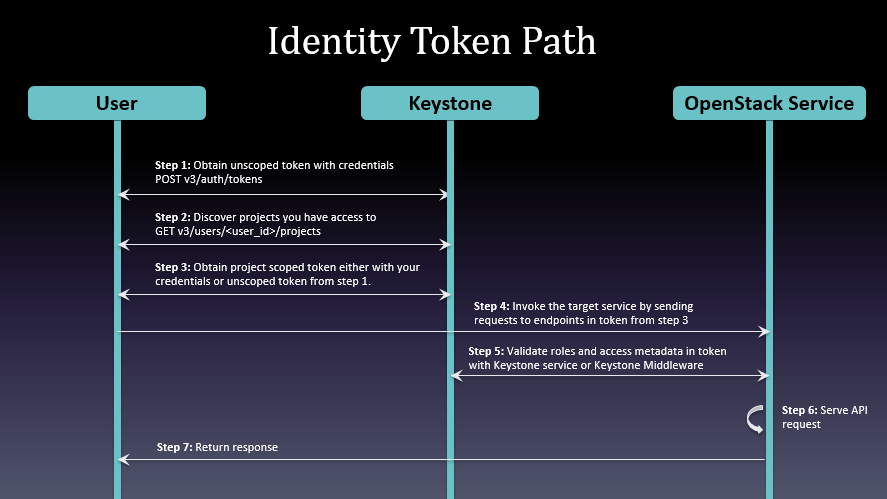 Identity Token Path
User
Keystone
OpenStack Service
Step 1: Obtain unscoped token with credentials
POST v3/auth/tokens
Step 2: Discover projects you have access to
GET v3/users/<user_id>/projects
Step 3: Obtain project scoped token either with your
credentials or unscoped token from step 1.
Step 4: Invoke the target service by sending
requests to endpoints in token from step 3
Step 5: Validate roles and access metadata in token
with Keystone service or Keystone Middleware
Step 6: Serve API
request
Step 7: Return response